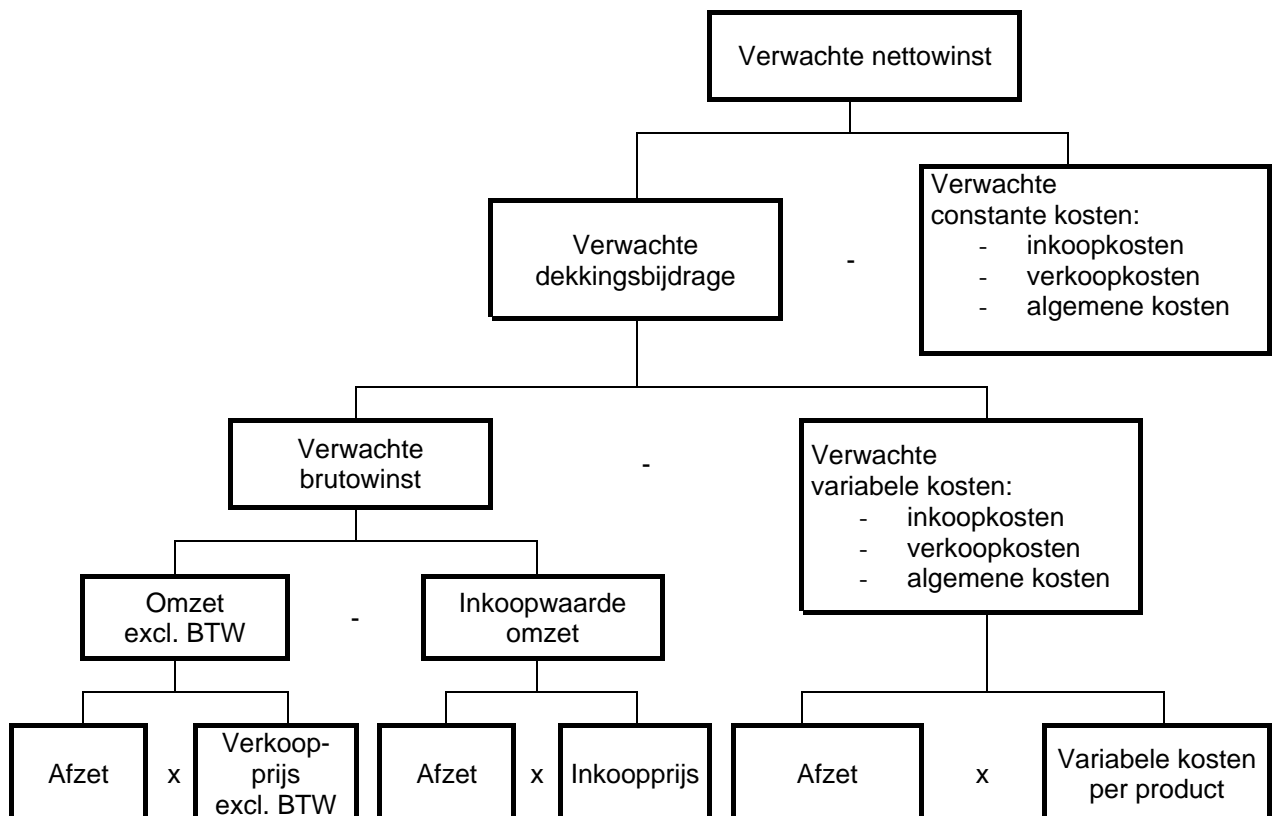 Verwachte nettowinst
Verwachte
dekkingsbijdrage
-
Verwachte
constante kosten:
- inkoopkosten
- verkoopkosten
- algemene kosten
Verwachte
brutowinst
-
Verwachte
variabele kosten:
- inkoopkosten
- verkoopkosten
- algemene kosten
Omzet
excl. BTW
-
Inkoopwaarde
omzet
Afzet
x
Verkoop-
prijs
excl. BTW
Afzet
x
Inkoopprijs
Afzet
x
Variabele kosten
per product